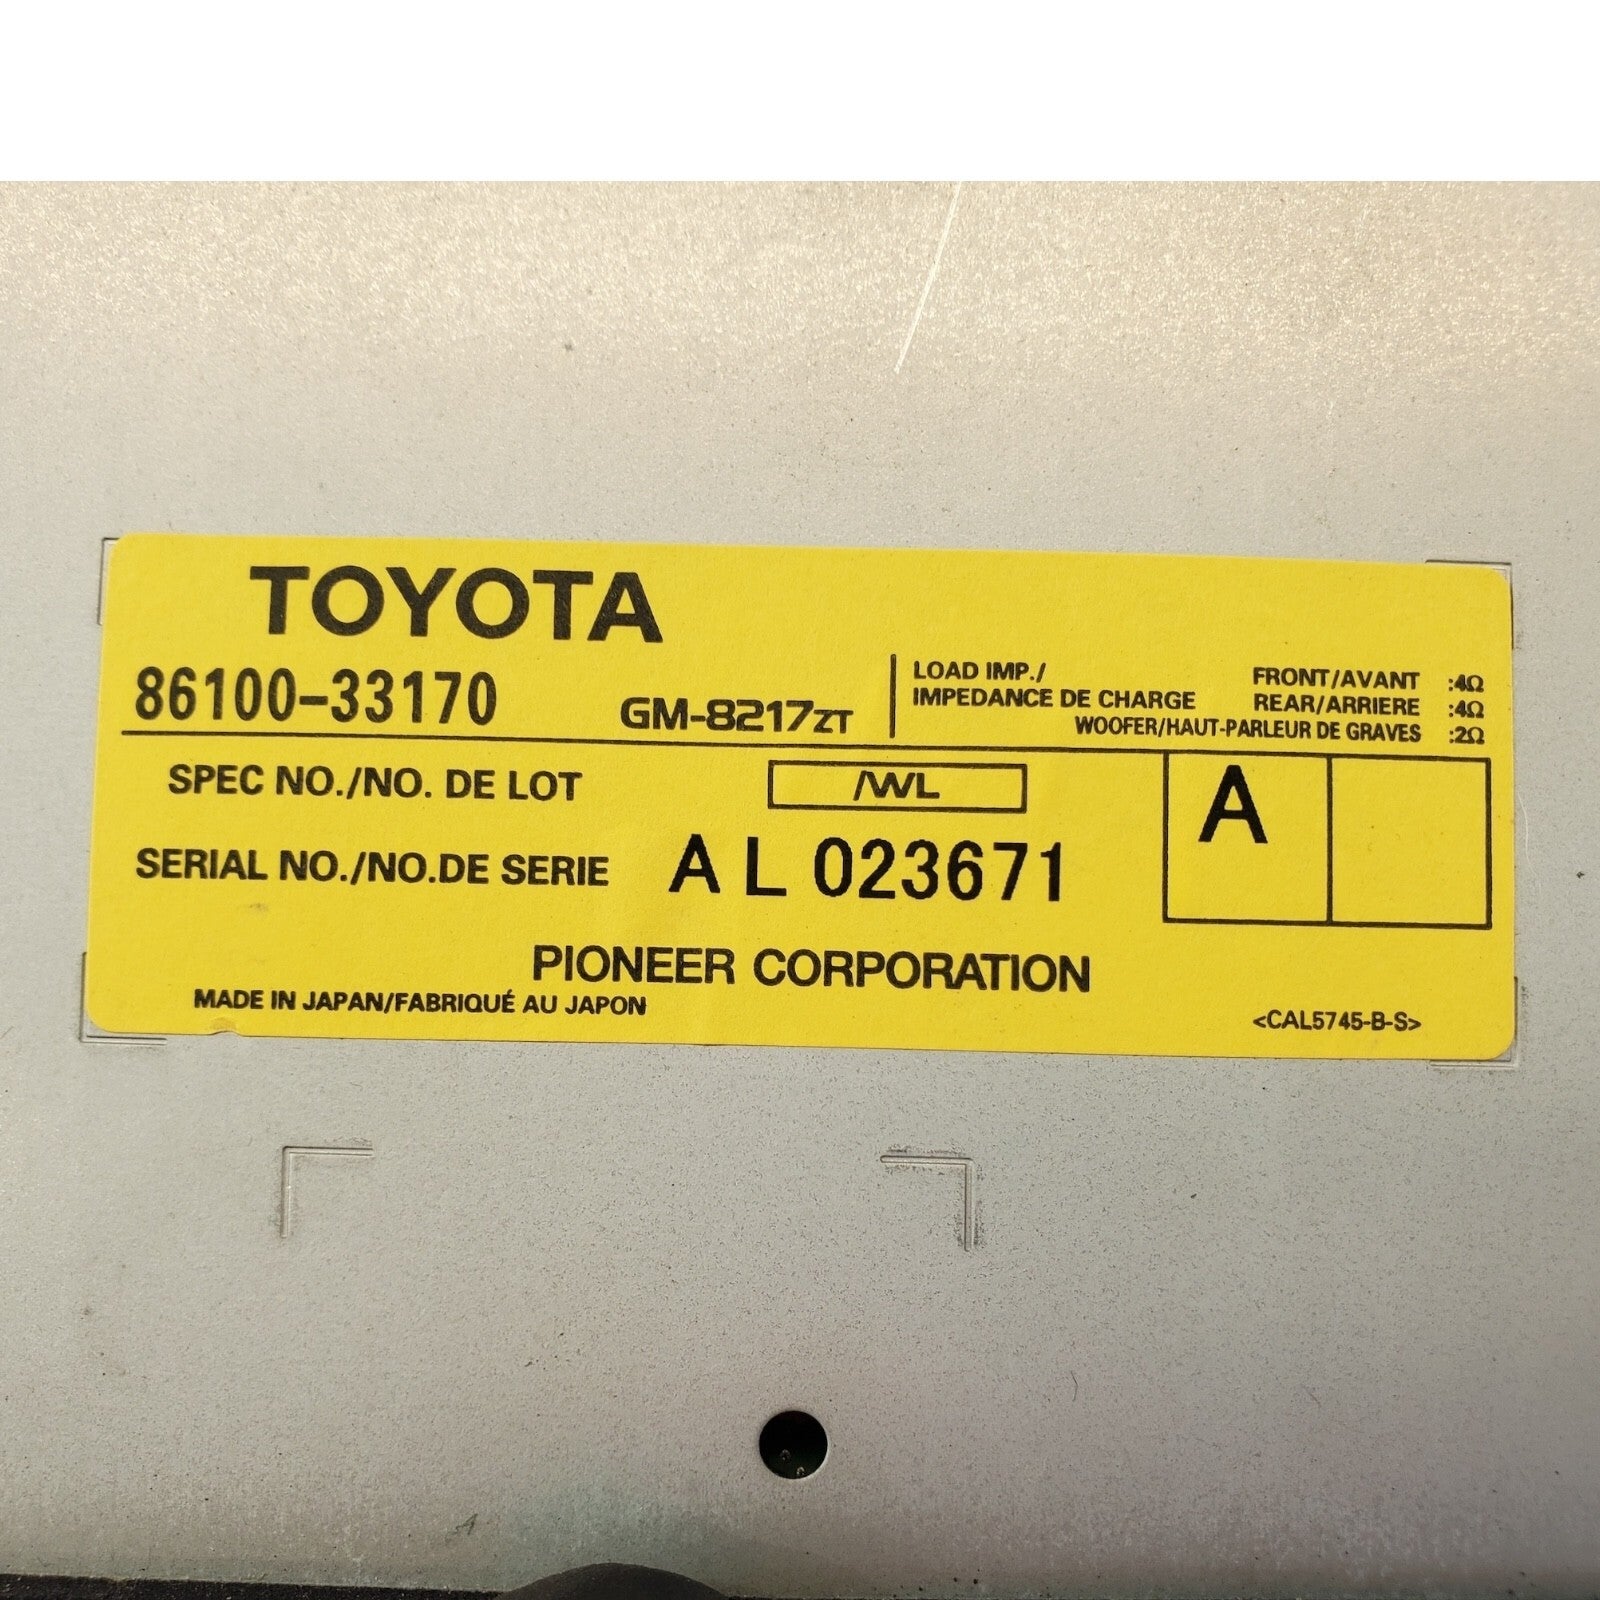 TOYOTA
86100-33170
GM-8217ZT
LOAD IMP./
IMPEDANCE DE CHARGE
FRONT/AVANT :4Ω
REAR/ARRIERE :4Ω
WOOFER/HAUT-PARLEUR DE GRAVES :2Ω
SPEC NO./NO. DE LOT /WL
A
SERIAL NO./NO.DE SERIE AL023671
PIONEER CORPORATION
MADE IN JAPAN/FABRIQUÉ AU JAPON
<CAL5745-B-S>